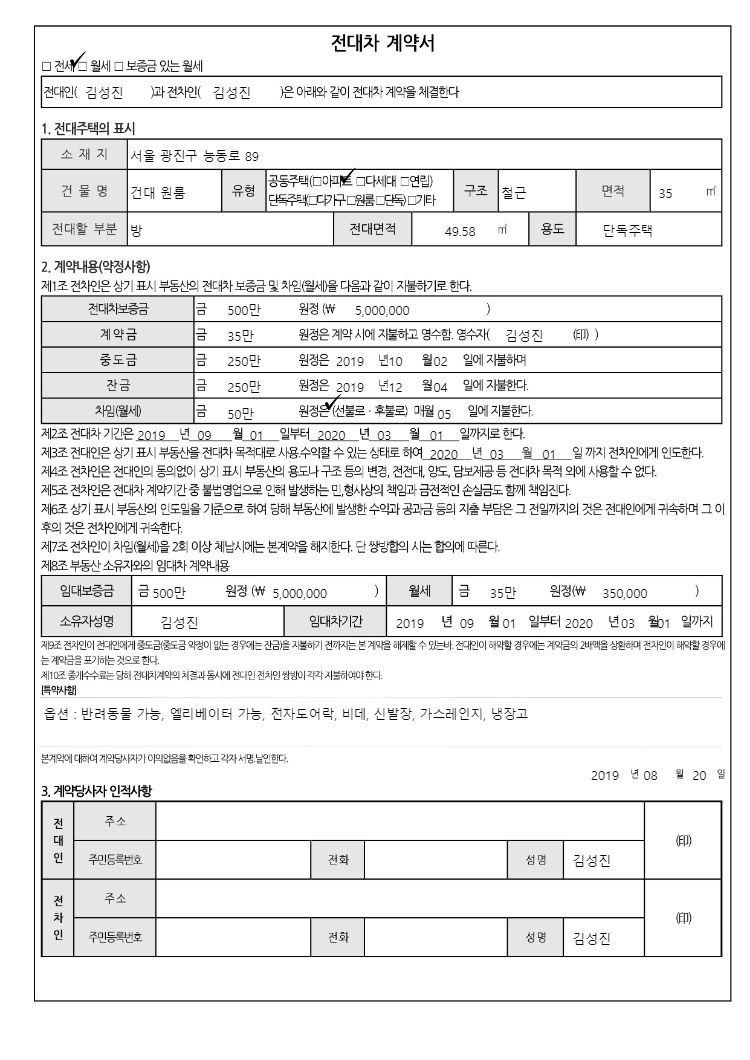 전대차 계약서
□ 전세 □ 월세 □ 보증금 있는 월세
전대인( 김성진 )과 전차인( 김성진 )은 아래와 같이 전대차 계약을 체결한다
1. 전대주택의 표시
소 재 지 서울 광진구 능동로 89
건 물 명 건대 원룸 유형 공동주택(□아파트 □다세대 □연립) 구조 철근 면적 35 ㎡
단독주택(□다가구 □원룸 □단독) □기타
전대할 부분 방 전대면적 49.58 ㎡ 용도 단독주택
2. 계약내용(약정사항)
제1조 전차인은 상기 표시 부동산의 전대차 보증금 및 차임(월세)을 다음과 같이 지불하기로 한다.
전대차보증금 금 500만 원정 (₩ 5,000,000 )
계 약 금 금 35만 원정은 계약 시에 지불하고 영수함. 영수자( 김성진 (印) )
중 도 금 금 250만 원정은 2019 년10 월02 일에 지불하며
잔 금 금 250만 원정은 2019 년12 월04 일에 지불한다.
차임(월세) 금 50만 원정은 (선불로 · 후불로) 매월 05 일에 지불한다.
제2조 전대차 기간은 2019 년 09 월 01 일부터 2020 년 03 월 01 일까지로 한다.
제3조 전대인은 상기 표시 부동산을 전대차 목적대로 사용.수익할 수 있는 상태로 하여 2020 년 03 월 01 일 까지 전차인에게 인도한다.
제4조 전차인은 전대인의 동의없이 상기 표시 부동산의 용도나 구조 등의 변경, 전전대, 양도, 담보제공 등 전대차 목적 외에 사용할 수 없다.
제5조 전차인은 전대차 계약기간 중 불법영업으로 인해 발생하는 민,형사상의 책임과 금전적인 손실금도 함께 책임진다.
제6조 상기 표시 부동산의 인도일을 기준으로 하여 당해 부동산에 발생한 수익과 공과금 등의 지출 부담은 그 전일까지의 것은 전대인에게 귀속하며 그 이
후의 것은 전차인에게 귀속한다.
제7조 전차인이 차임(월세)을 2회 이상 체납시에는 본계약을 해지한다. 단 쌍방합의 시는 합의에 따른다.
제8조 부동산 소유자와의 임대차 계약내용
임대보증금 금 500만 원정 (₩ 5,000,000 ) 월세 금 35만 원정(₩ 350,000 )
소유자성명 김성진 임대차기간 2019 년 09 월 01 일부터 2020 년 03 월01 일까지
제9조 전차인이 전대인에게 중도금(중도금 약정이 없는 경우에는 잔금)을 지불하기 전까지는 본 계약을 해제할 수 있는바. 전대인이 해약할 경우에는 계약금의 2배액을 상환하며 전차인이 해약할 경우에
는 계약금을 포기하는 것으로 한다.
제10조 중개수수료는 당해 전대차계약의 체결과 동시에 전대인 전차인 쌍방이 각각 지불하여야 한다.
[특약사항]
옵션 : 반려동물 가능, 엘리베이터 가능, 전자도어락, 비데, 신발장, 가스레인지, 냉장고
본계약에 대하여 계약당사자가 이의없음을 확인하고 각자 서명.날인한다.
2019 년 08 월 20 일
3. 계약당사자 인적사항
전대인 주소 (印)
주민등록번호 전화 성명 김성진
전차인 주소 (印)
주민등록번호 전화 성명 김성진